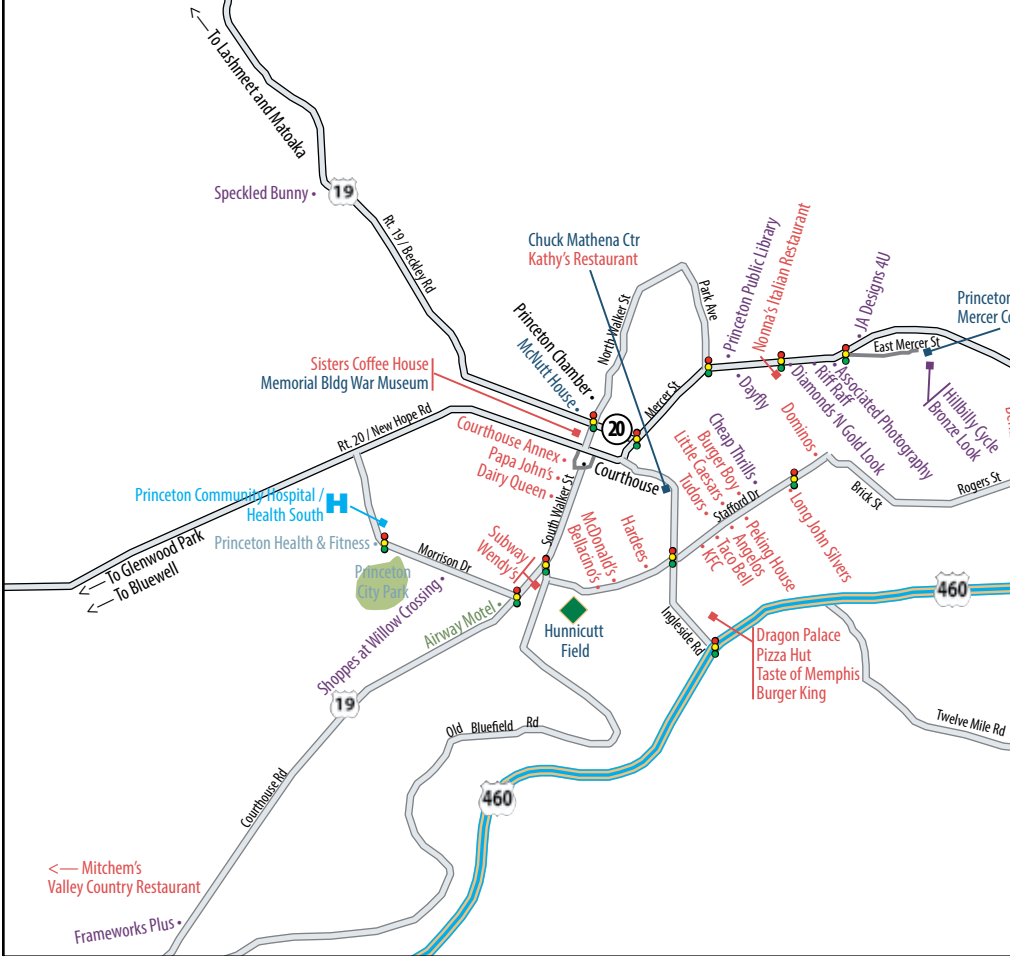 <— To Lashmeet and Matoaka
Speckled Bunny •
19
Rt. 19 / Beckley Rd
Chuck Mathena Ctr
Kathy's Restaurant
North Walker St
Park Ave
• Princeton Public Library
Nonna's Italian Restaurant
• JA Designs 4U
Princeton
Mercer Co
East Mercer St
Princeton Chamber •
McNutt House •
Sisters Coffee House
Memorial Bldg War Museum
Mercer St
20
• Dayfly
• Diamonds 'N Gold Look
• Riff Raff
• Associated Photography
Hillbilly Cycle
Bronze Look
Rt. 20 / New Hope Rd
Courthouse Annex •
Papa John's •
Dairy Queen •
Courthouse
Cheap Thrills •
Burger Boy •
Little Caesars •
Tudors •
Dominos •
Stafford Dr
Brick St
Rogers St
Princeton Community Hospital /
Health South
H
Princeton Health & Fitness •
South Walker St
Subway
Wendy's
McDonald's •
Bellacino's •
Hardees •
• KFC
• Taco Bell
• Angelos
• Peking House
• Long John Silvers
<— To Glenwood Park
<— To Bluewell
Morrison Dr
Princeton
City Park
Shoppes at Willow Crossing •
Airway Motel •
Hunnicutt
Field
Ingleside Rd
460
Dragon Palace
Pizza Hut
Taste of Memphis
Burger King
19
Old Bluefield Rd
Twelve Mile Rd
460
Courthouse Rd
<— Mitchem's
Valley Country Restaurant
Frameworks Plus •